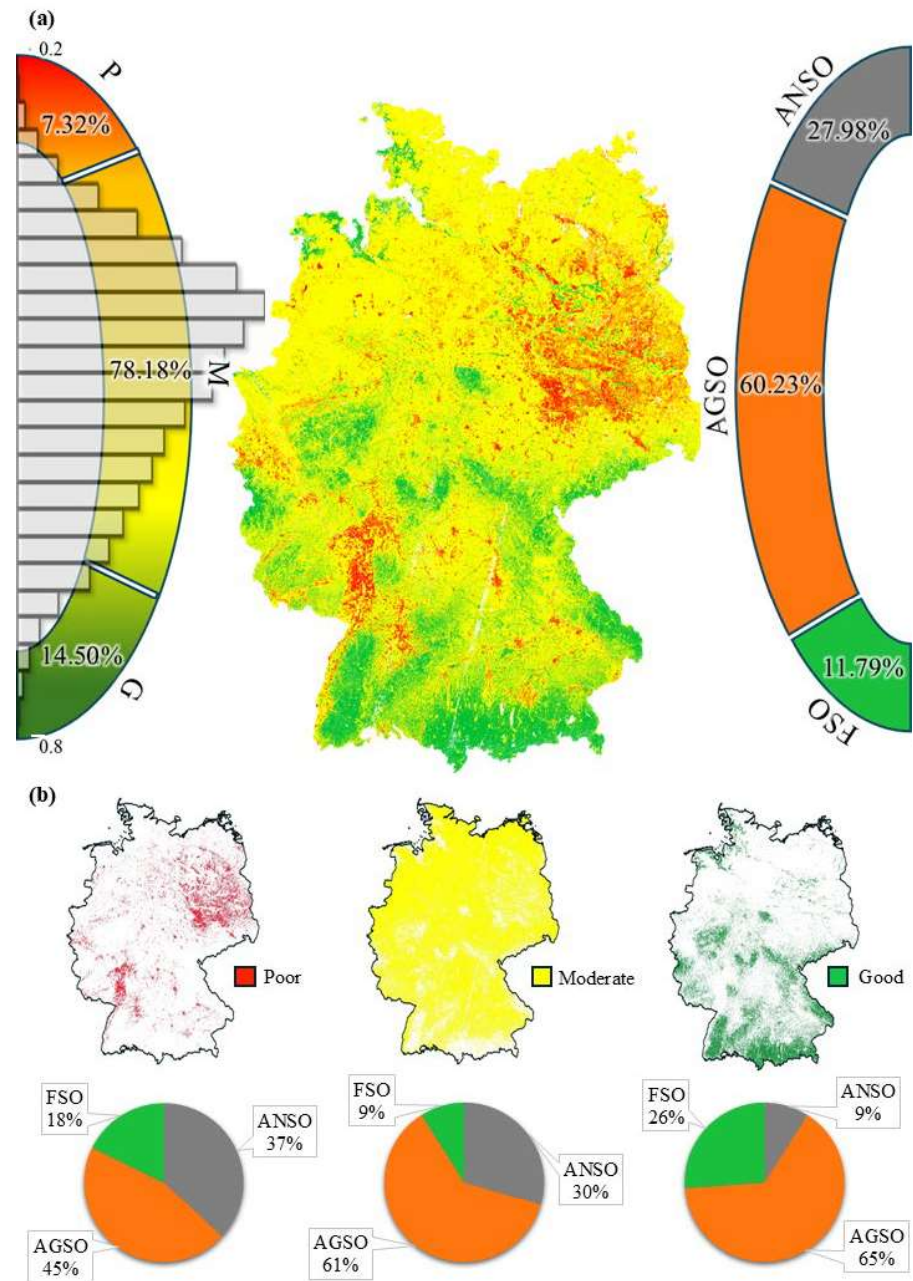 (a)
0.2
P
7.32%
M
78.18%
G
14.50%
0.8
ANSO
27.98%
AGSO
60.23%
FSO
11.79%
(b)
Poor
Moderate
Good
FSO
18%
ANSO
37%
AGSO
45%
FSO
9%
ANSO
30%
AGSO
61%
FSO
26%
ANSO
9%
AGSO
65%